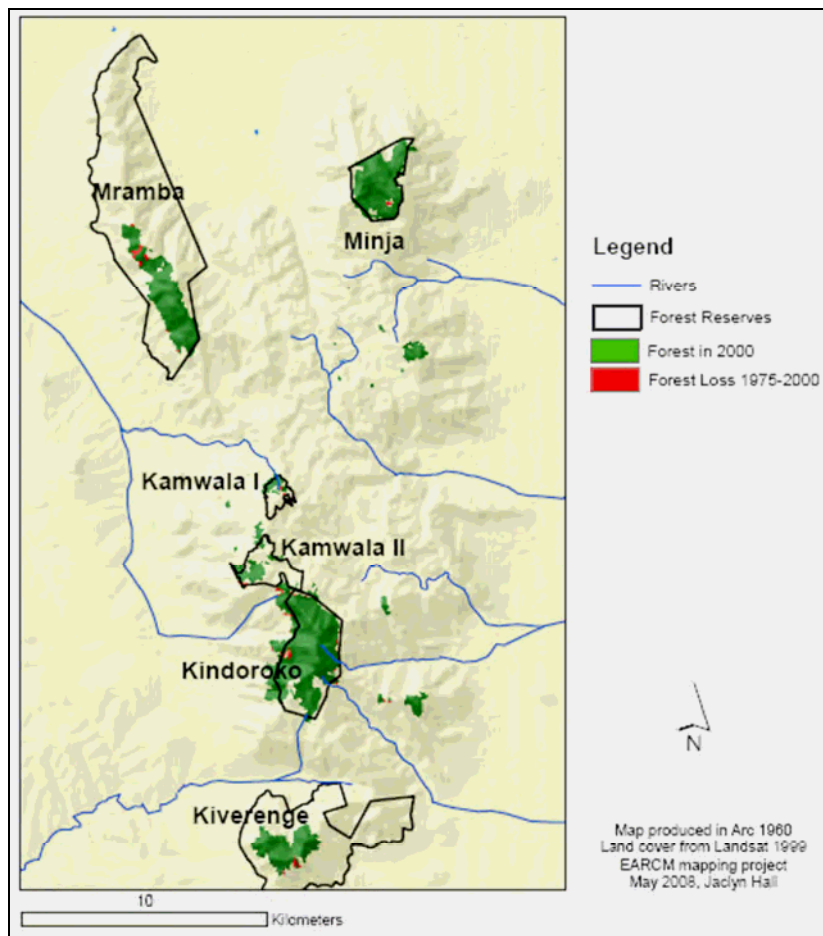 Mramba
Minja
Kamwala I
Kamwala II
Kindoroko
Kiverenge
Legend
Rivers
Forest Reserves
Forest in 2000
Forest Loss 1975-2000
N
Map produced in Arc 1960
Land cover from Landsat 1999
EARCM mapping project
May 2008, Jaclyn Hall
10
Kilometers